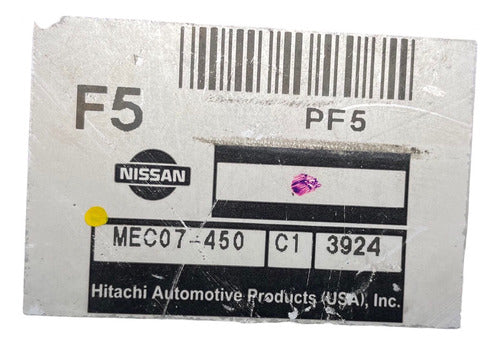 F5
PF5
NISSAN
MEC07-450 C1 3924
Hitachi Automotive Products (USA), Inc.